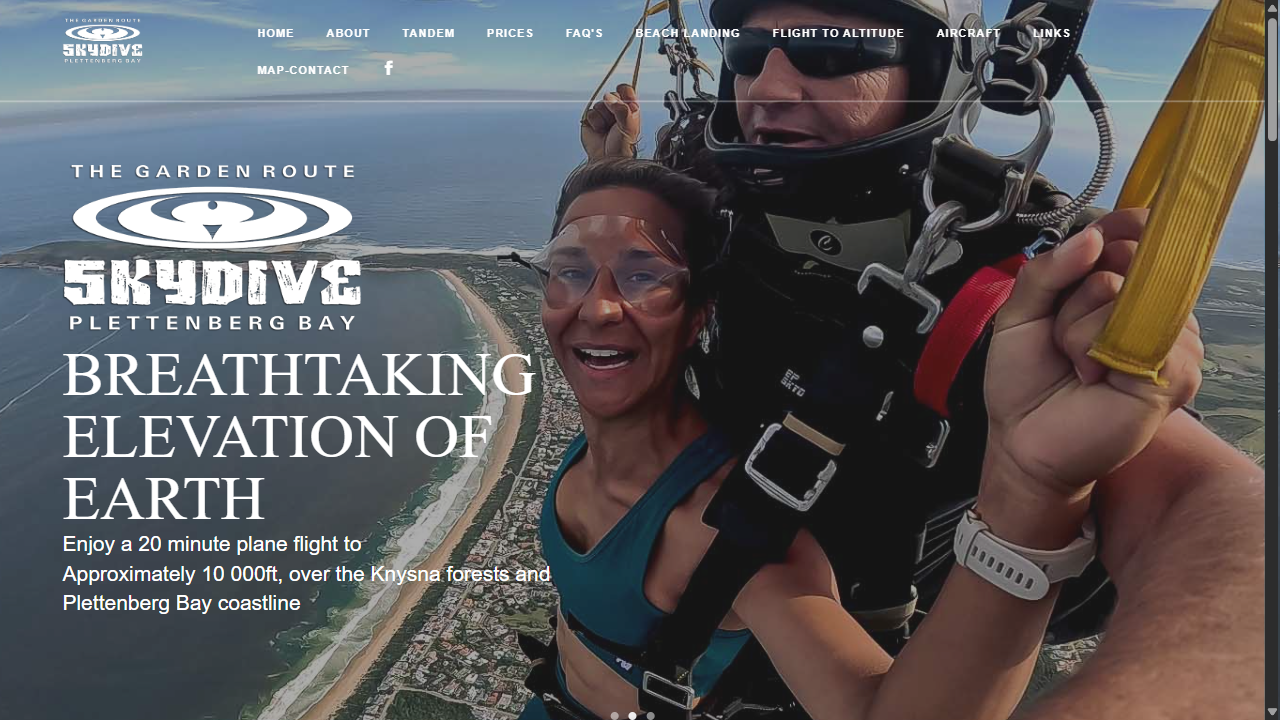 THE GARDEN ROUTE
SKYDIVE
PLETTENBERG BAY
HOME ABOUT TANDEM PRICES FAQ'S BEACH LANDING FLIGHT TO ALTITUDE AIRCRAFT LINKS
MAP-CONTACT f
THE GARDEN ROUTE
SKYDIVE
PLETTENBERG BAY
BREATHTAKING
ELEVATION OF
EARTH
Enjoy a 20 minute plane flight to
Approximately 10 000ft, over the Knysna forests and
Plettenberg Bay coastline